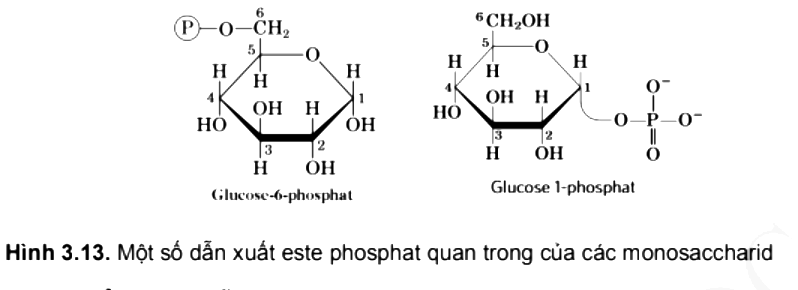 P O 6 CH2
5 O
H H H
4 OH H 1
HO OH
3 2
H OH
Glucose-6-phosphat
6 CH2OH
5 O
H H H
4 OH H 1
HO O⁻
O P O⁻
3 2
H OH O
Glucose 1-phosphat
Hình 3.13. Một số dẫn xuất este phosphat quan trong của các monosaccharid